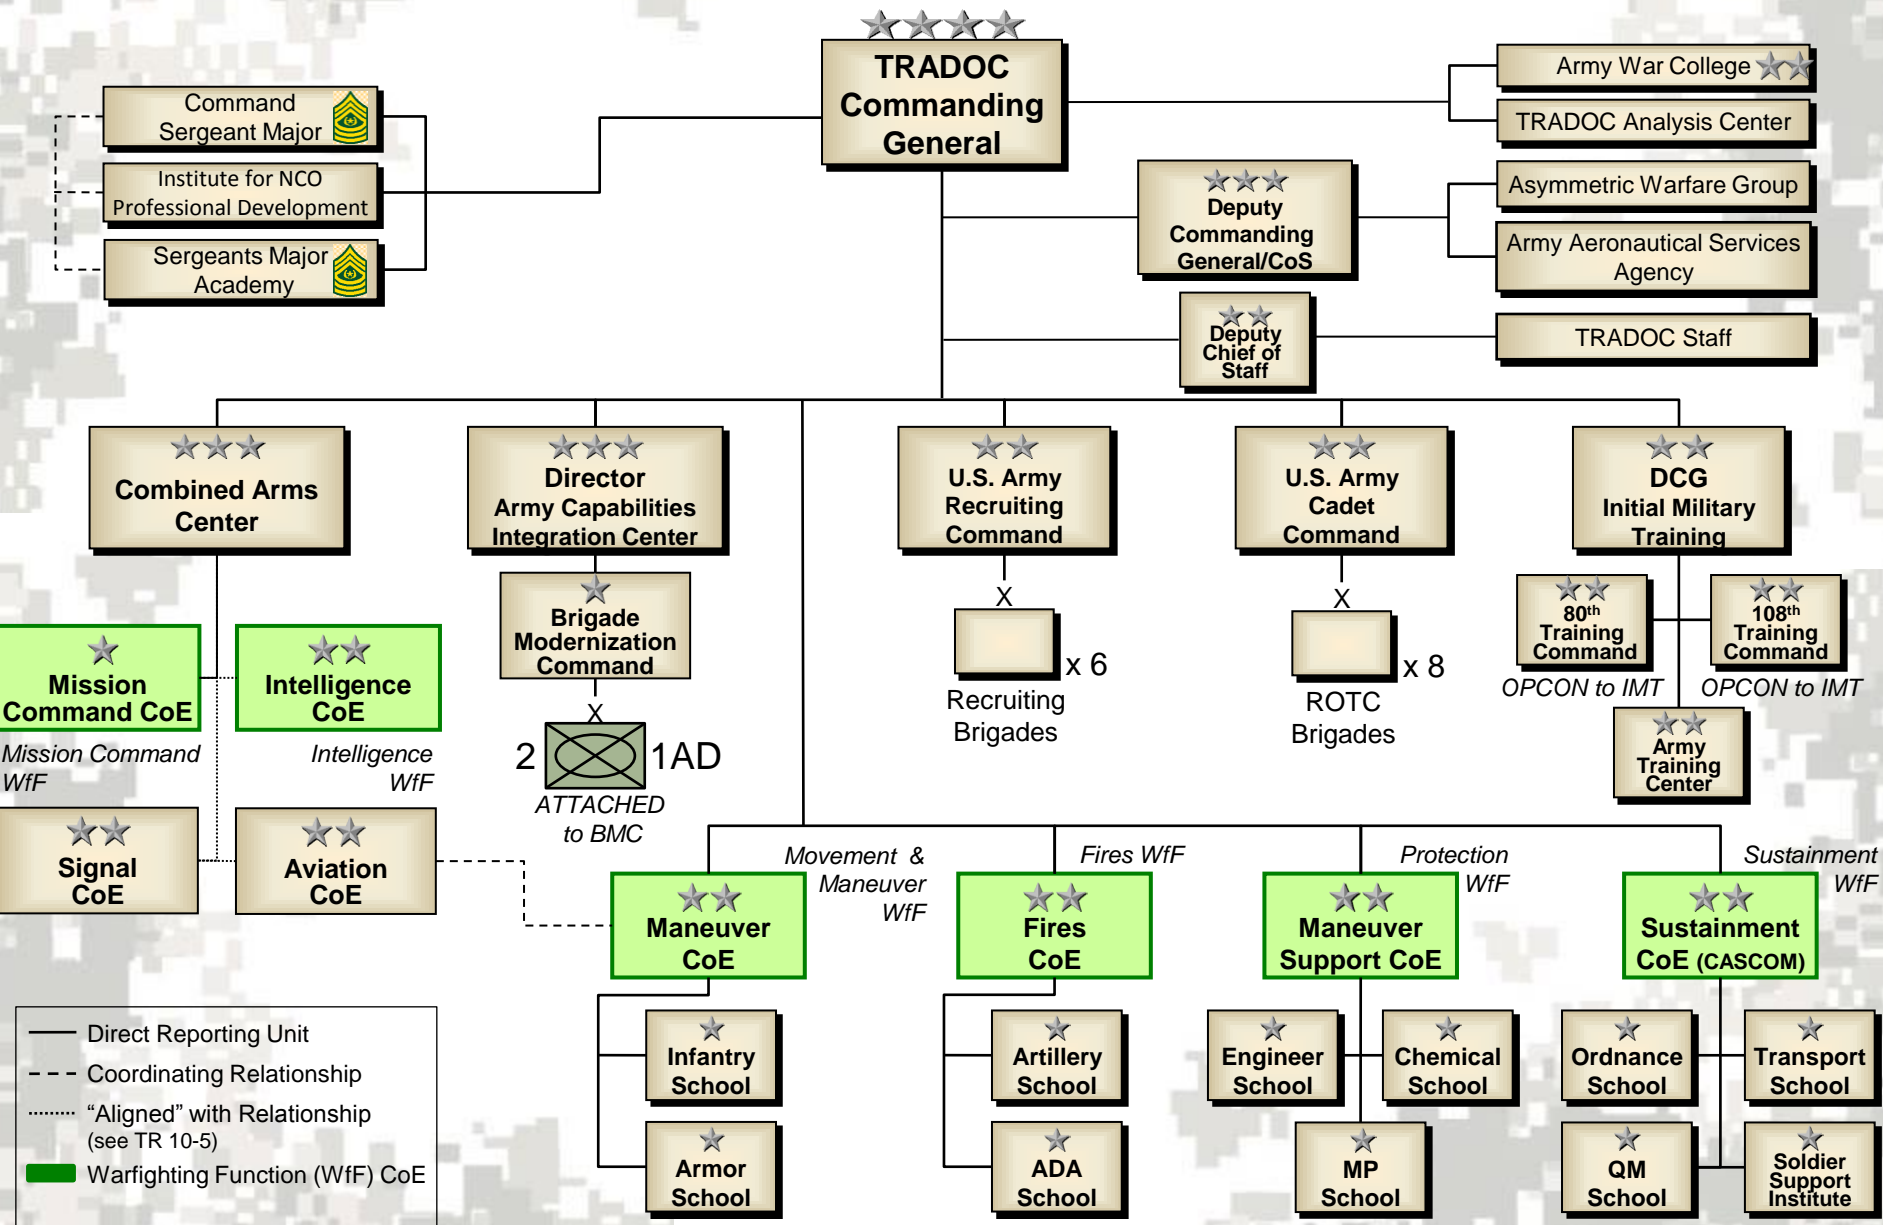 TRADOC
Commanding
General
Command
Sergeant Major
Institute for NCO
Professional Development
Sergeants Major
Academy
Army War College
TRADOC Analysis Center
Deputy
Commanding
General/CoS
Asymmetric Warfare Group
Army Aeronautical Services
Agency
Deputy
Chief of
Staff
TRADOC Staff
Combined Arms
Center
Director
Army Capabilities
Integration Center
U.S. Army
Recruiting
Command
U.S. Army
Cadet
Command
DCG
Initial Military
Training
Brigade
Modernization
Command
X
2
1AD
ATTACHED
to BMC
X
x 6
Recruiting
Brigades
X
x 8
ROTC
Brigades
80th
Training
Command
OPCON to IMT
108th
Training
Command
OPCON to IMT
Army
Training
Center
Mission
Command CoE
Mission Command
WfF
Intelligence
CoE
Intelligence
WfF
Signal
CoE
Aviation
CoE
Movement &
Maneuver
WfF
Maneuver
CoE
Fires WfF
Fires
CoE
Protection
WfF
Maneuver
Support CoE
Sustainment
WfF
Sustainment
CoE (CASCOM)
Infantry
School
Armor
School
Artillery
School
ADA
School
Engineer
School
Chemical
School
MP
School
Ordnance
School
Transport
School
QM
School
Soldier
Support
Institute
Direct Reporting Unit
Coordinating Relationship
“Aligned” with Relationship
(see TR 10-5)
Warfighting Function (WfF) CoE